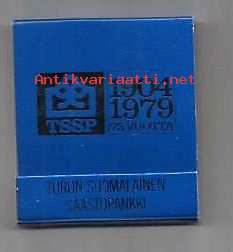 Antikvariaatti.net
1904
1979
TSSP
75 VUOTTA
TURUN SUOMALAINEN
SÄÄSTÖPANKKI